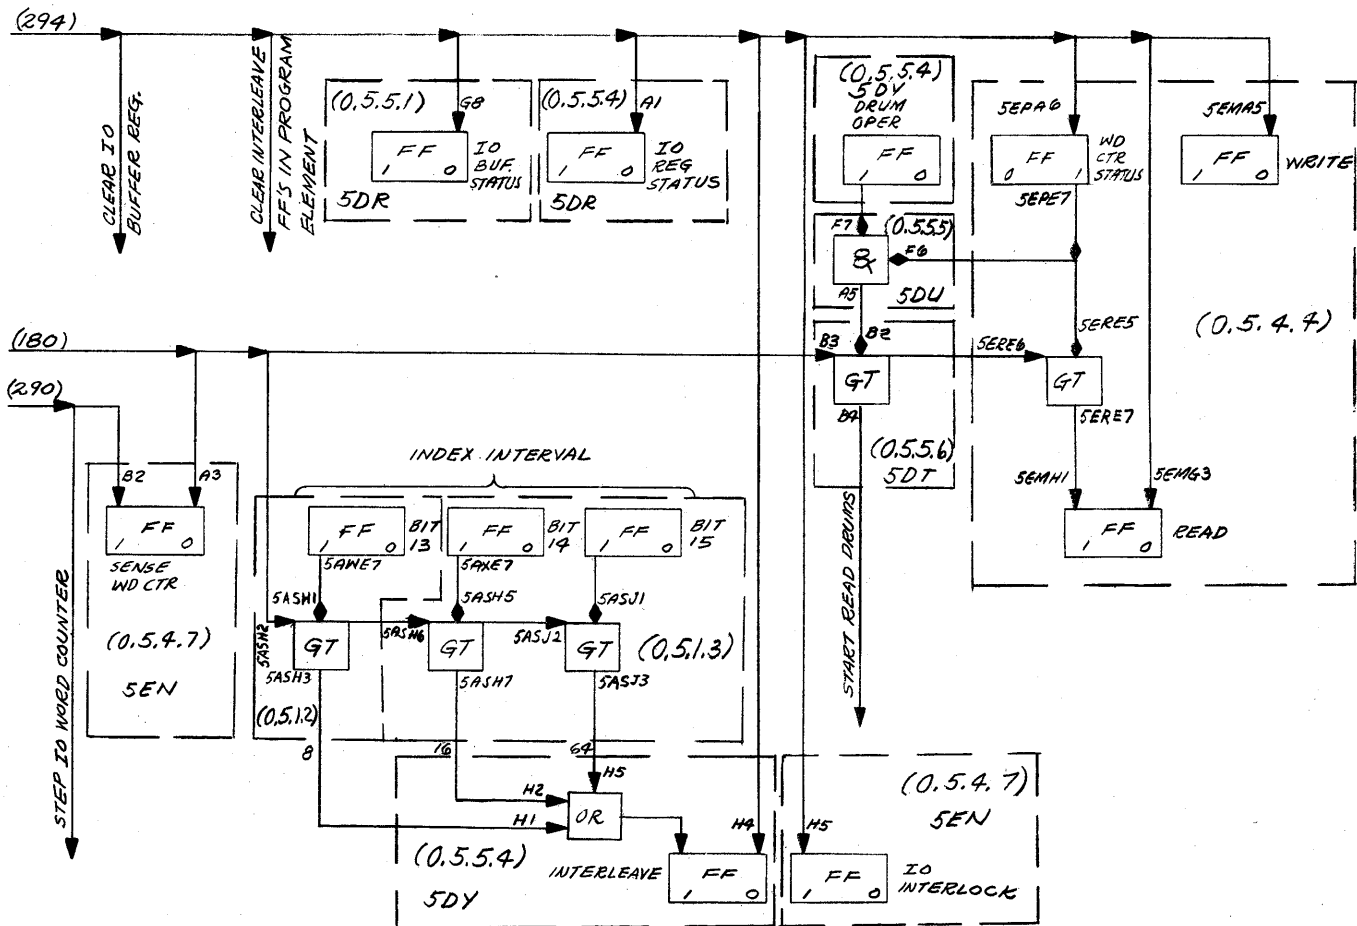 (294)
CLEAR IO
BUFFER REG.
CLEAR INTERLEAVE
FF'S IN PROGRAM
ELEMENT
(0.5.5.1)
G8
FF
1 0
IO
BUF.
STATUS
5DR
(0.5.5.4)
A1
FF
1 0
IO
REG
STATUS
5DR
(0.5.5.4)
5DY
DRUM
OPER
FF
1 0
5EPA6
FF
0 1
WD
CTR
STATUS
5EPE7
5EMA5
FF
1 0
WRITE
F7
(0.5.5.5)
&
F6
A5
5DU
(0.5.4.4)
(180)
B3
B2
GT
B4
(0.5.5.6)
5DT
5ERE5
5ERE6
GT
5ERE7
5EMH1
5EMG3
FF
1 0
READ
START READ DRUMS
(290)
STEP IO WORD COUNTER
B2
A3
FF
1 0
SENSE
WD CTR
(0.5.4.7)
5EN
INDEX INTERVAL
FF
1 0
BIT
13
FF
1 0
BIT
14
FF
1 0
BIT
15
5AWE7
5AXE7
5ASH1
5ASH5
5ASJ1
5ASH2
GT
5ASH6
GT
5ASJ2
GT
(0.5.1.3)
5ASH3
5ASH7
5ASJ3
(0.5.1.2)
8
16
64
H5
H2
H1
OR
(0.5.5.4)
5DY
INTERLEAVE
H4
FF
1 0
H5
(0.5.4.7)
5EN
FF
1 0
IO
INTERLOCK